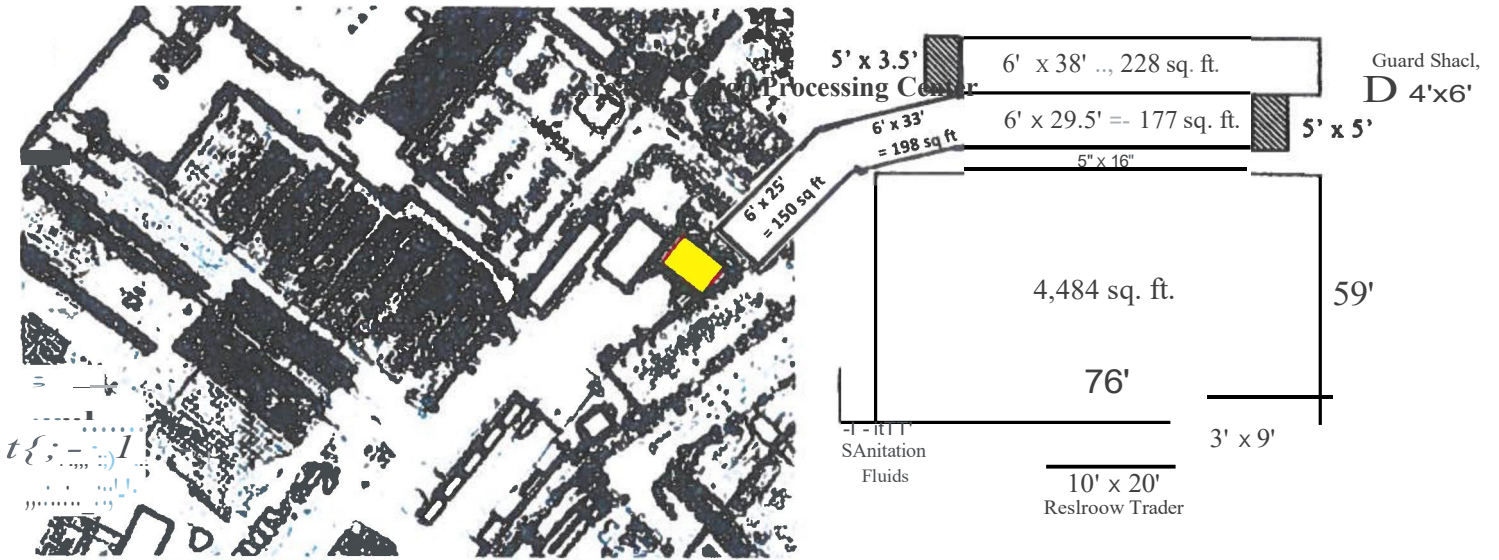 5' x 3.5'
6' x 38' .., 228 sq. ft.
Guard Shacl,
D 4'x6'
Processing Center
6' x 33'
= 198 sq ft
6' x 29.5' =- 177 sq. ft.
5' x 5'
5" x 16"
6' x 25'
= 150 sq ft
4,484 sq. ft.
59'
76'
3' x 9'
SAnitation
Fluids
10' x 20'
Reslroow Trader